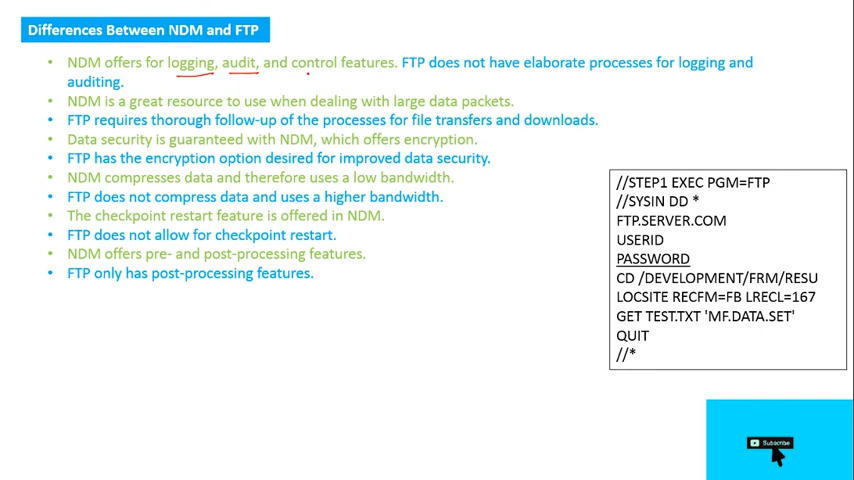 Differences Between NDM and FTP
• NDM offers for logging, audit, and control features. FTP does not have elaborate processes for logging and
auditing.
• NDM is a great resource to use when dealing with large data packets.
• FTP requires thorough follow-up of the processes for file transfers and downloads.
• Data security is guaranteed with NDM, which offers encryption.
• FTP has the encryption option desired for improved data security.
• NDM compresses data and therefore uses a low bandwidth.
• FTP does not compress data and uses a higher bandwidth.
• The checkpoint restart feature is offered in NDM.
• FTP does not allow for checkpoint restart.
• NDM offers pre- and post-processing features.
• FTP only has post-processing features.
//STEP1 EXEC PGM=FTP
//SYSIN DD *
FTP.SERVER.COM
USERID
PASSWORD
CD /DEVELOPMENT/FRM/RESU
LOCSITE RECFM=FB LRECL=167
GET TEST.TXT 'MF.DATA.SET'
QUIT
//*
Subscribe